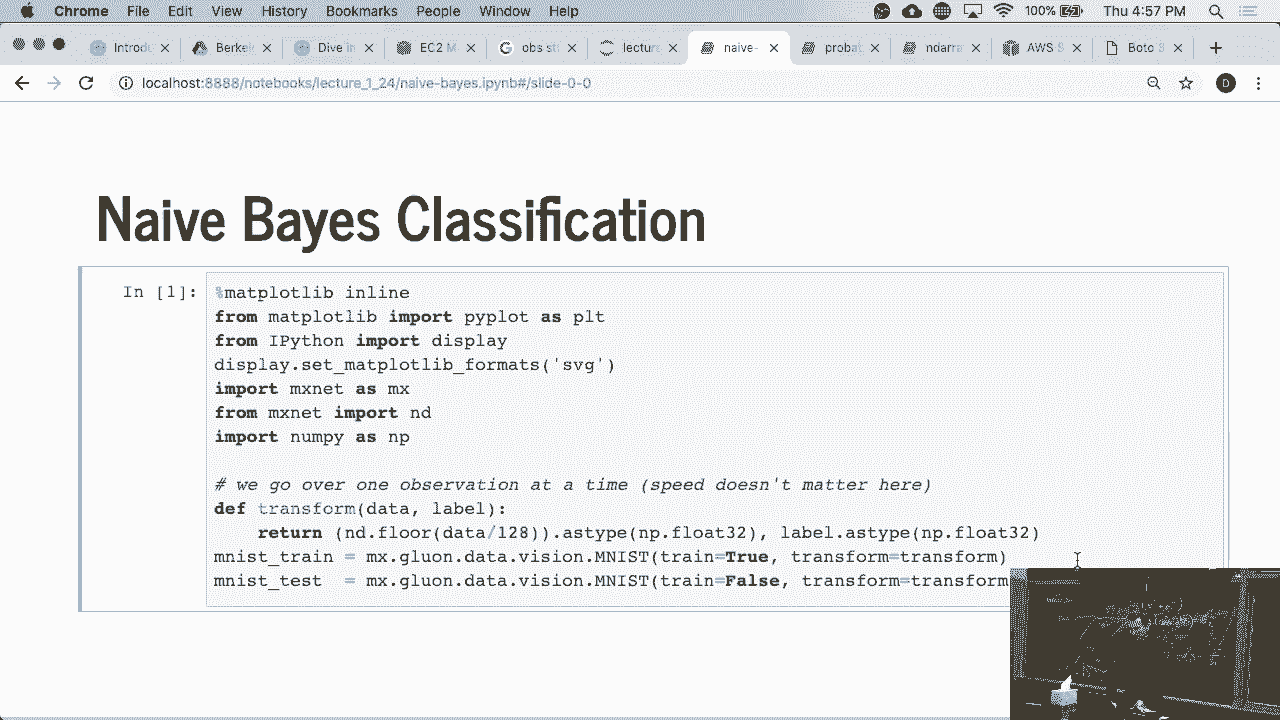 Chrome File Edit View History Bookmarks People Window Help 100% Thu 4:57 PM
Introdu Berkel Dive in EC2 M obs st lectur naive- probat ndarra AWS S Boto
localhost:8888/notebooks/lecture_1_24/naive-bayes.ipynb#/slide-0-0 D
Naive Bayes Classification
In [1]:
%matplotlib inline
from matplotlib import pyplot as plt
from IPython import display
display.set_matplotlib_formats('svg')
import mxnet as mx
from mxnet import nd
import numpy as np
# we go over one observation at a time (speed doesn't matter here)
def transform(data, label):
return (nd.floor(data/128)).astype(np.float32), label.astype(np.float32)
mnist_train = mx.gluon.data.vision.MNIST(train=True, transform=transform)
mnist_test = mx.gluon.data.vision.MNIST(train=False, transform=transform